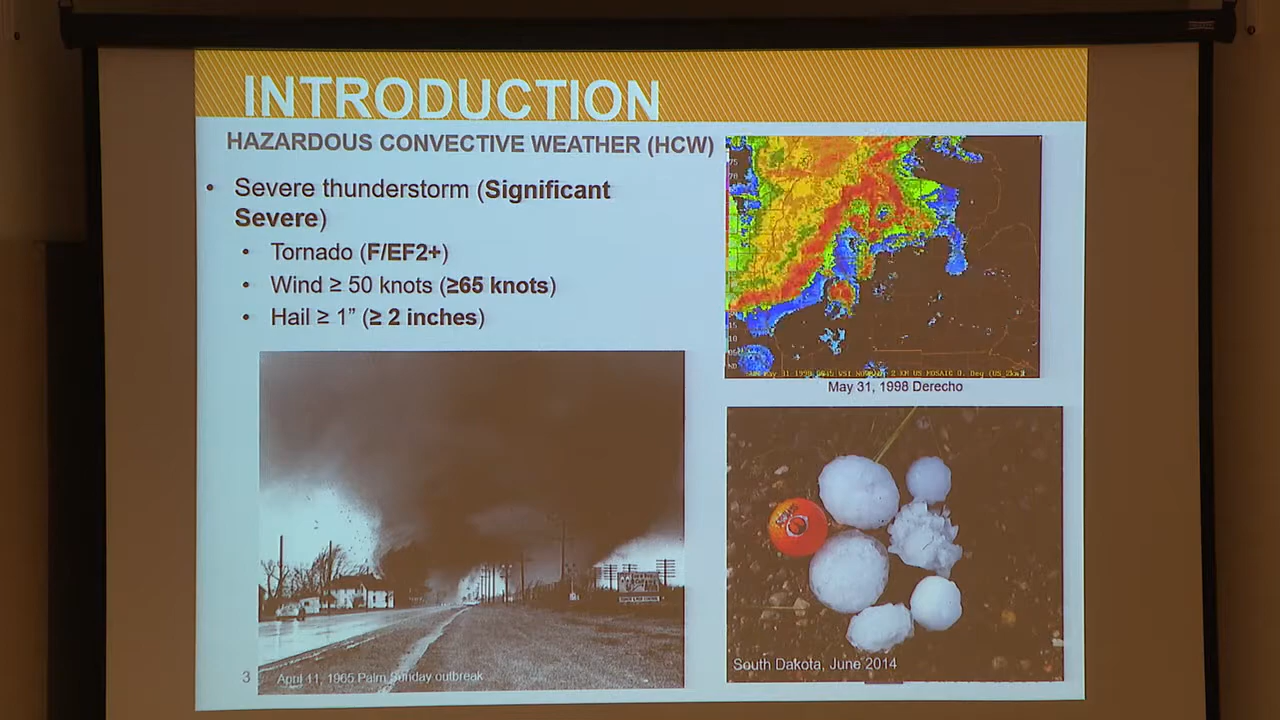 INTRODUCTION
HAZARDOUS CONVECTIVE WEATHER (HCW)
• Severe thunderstorm (Significant
Severe)
• Tornado (F/EF2+)
• Wind ≥ 50 knots (≥65 knots)
• Hail ≥ 1” (≥ 2 inches)
May 31, 1998 Derecho
South Dakota, June 2014
3
April 11, 1965 Palm Sunday outbreak